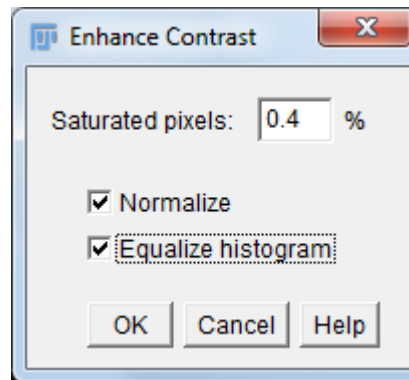 Enhance Contrast
Saturated pixels: 0.4 %
Normalize
Equalize histogram
OK Cancel Help